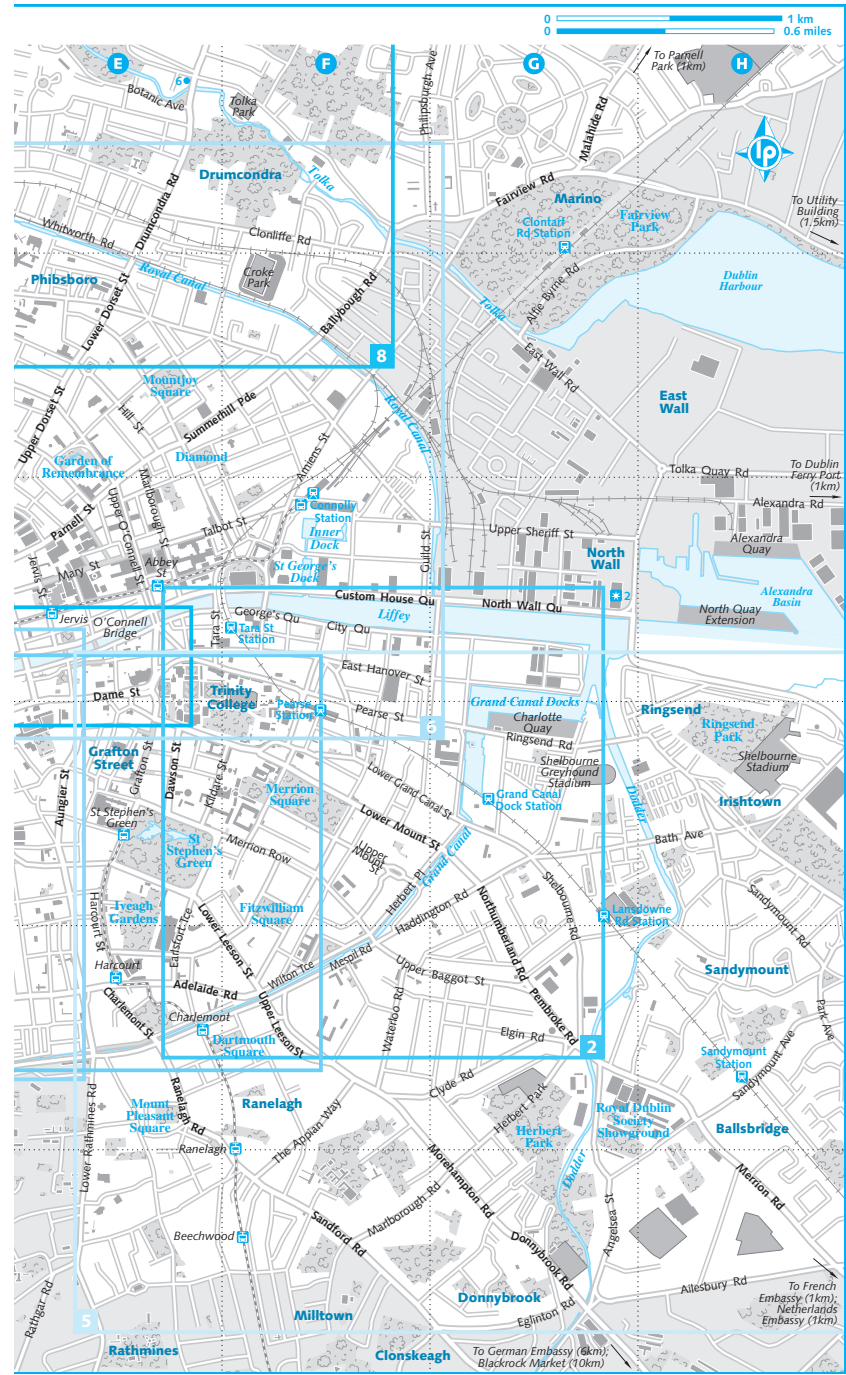 0 1 km
0 0.6 miles
E
F
G
H
To Parnell
Park (1km)
6
Botanic Ave
Tolka
Park
Philipsburgh Ave
Malahide Rd
lp
Drumcondra
Tolka
Fairview Rd
Marino
Drumcondra Rd
To Utility
Building
(1.5km)
Clontarf
Rd Station
Fairview
Park
Whitworth Rd
Clonliffe Rd
Phibsboro
Royal Canal
Croke
Park
Dublin
Harbour
Lower Dorset St
Ballybough Rd
Tolka
Alfie Byrne Rd
8
East Wall Rd
Mountjoy
Square
East
Wall
Upper Dorset St
Hill St
Summerhill Pde
Royal Canal
Garden of
Remembrance
Diamond
Amiens St
Marlborough St
To Dublin
Ferry Port
(1km)
Tolka Quay Rd
Parnell St
Upper O'Connell St
Connolly
Station
Alexandra Rd
Talbot St
Inner
Dock
Guild St
Upper Sheriff St
Alexandra
Quay
Jervis St
Mary St
Abbey
St
St George's
Dock
North
Wall
Custom House Qu
North Wall Qu
2
Alexandra
Basin
Jervis
O'Connell
Bridge
Tara St
George's Qu
Liffey
North Quay
Extension
Tara St
Station
City Qu
East Hanover St
Dame St
Trinity
College
Pearse
Station
Pearse St
Grand Canal Docks
Ringsend
6
Charlotte
Quay
Ringsend Rd
Ringsend
Park
Grafton
Street
Grafton St
Dawson St
Kildare St
Shelbourne
Greyhound
Stadium
Shelbourne
Stadium
Aungier St
Lower Grand Canal St
Merrion
Square
Grand Canal
Dock Station
Dodder
Irishtown
St Stephen's
Green
Lower Mount St
St
Stephen's
Green
Merrion Row
Upper
Mount
St
Grand Canal
Bath Ave
Herbert Pl
Shelbourne Rd
Iveagh
Gardens
Harcourt St
Earlsfort Tce
Lower Leeson St
Fitzwilliam
Square
Haddington Rd
Northumberland Rd
Lansdowne
Rd Station
Sandymount Rd
Harcourt
Wilton Tce
Mespil Rd
Upper Baggot St
Sandymount
Adelaide Rd
Charlemont St
Charlemont
Upper Leeson St
Waterloo Rd
Pembroke Rd
Park Ave
Dartmouth
Square
Elgin Rd
2
Sandymount
Station
Sandymount Ave
Lower Rathmines Rd
Clyde Rd
Mount
Pleasant
Square
Ranelagh Rd
Ranelagh
Herbert Park
Royal Dublin
Society
Showground
Herbert
Park
Ballsbridge
The Appian Way
Ranelagh
Dodder
Morehampton Rd
Merrion Rd
Marlborough Rd
Angelsea St
Sandford Rd
Beechwood
Donnybrook Rd
Ailesbury Rd
Rathgar Rd
5
Milltown
Donnybrook
Eglinton Rd
To French
Embassy (1km);
Netherlands
Embassy (1km)
Rathmines
Clonskeagh
To German Embassy (6km);
Blackrock Market (10km)